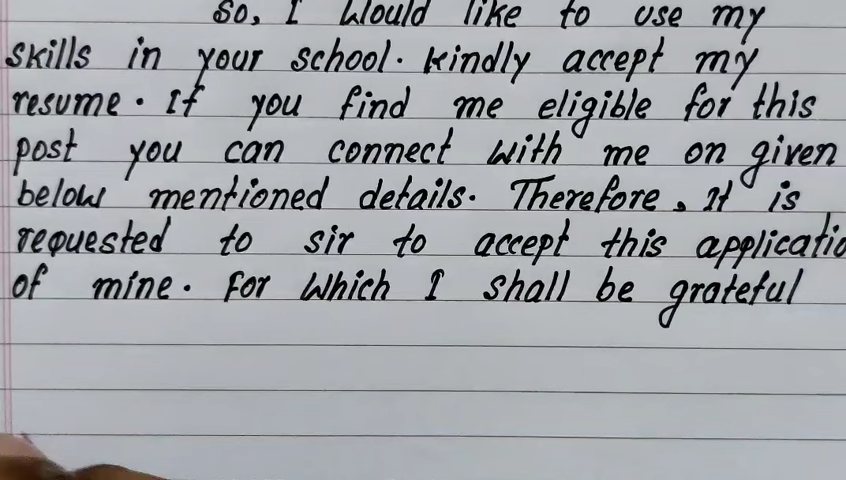 So, I would like to use my
skills in your school. Kindly accept my
resume. If you find me eligible for this
post you can connect with me on given
below mentioned details. Therefore, It is
requested to sir to accept this applicatio
of mine. For which I shall be grateful